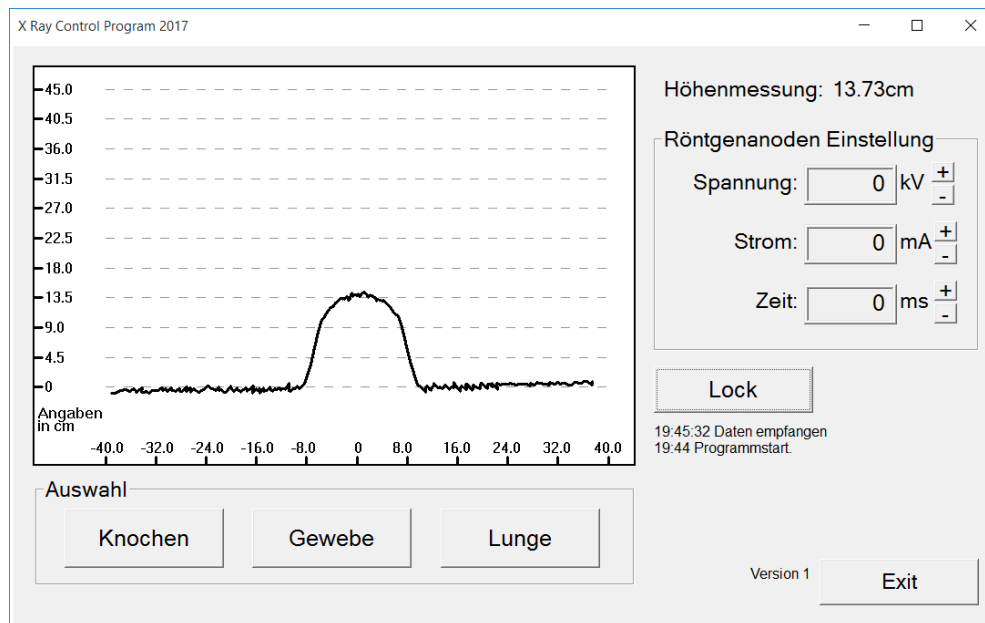 X Ray Control Program 2017
45.0
40.5
36.0
31.5
27.0
22.5
18.0
13.5
9.0
4.5
0
Angaben
in cm
-40.0 -32.0 -24.0 -16.0 -8.0 0 8.0 16.0 24.0 32.0 40.0
Höhenmessung: 13.73cm
Röntgenanoden Einstellung
Spannung: 0 kV + -
Strom: 0 mA + -
Zeit: 0 ms + -
Lock
19:45:32 Daten empfangen
19:44 Programmstart.
Auswahl
Knochen Gewebe Lunge
Version 1 Exit